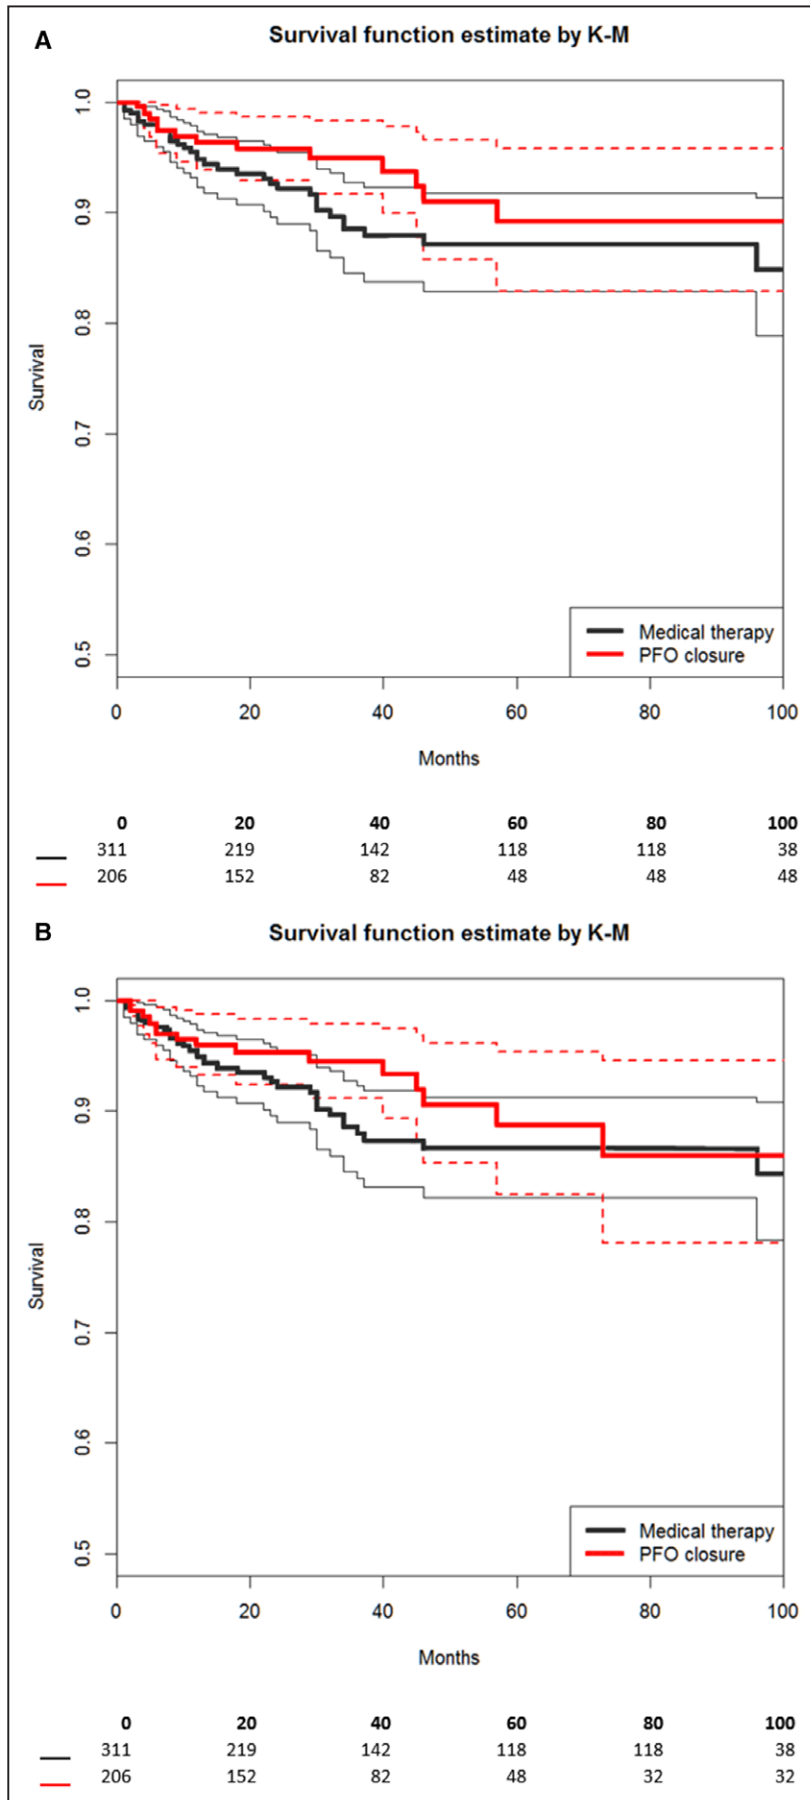 A
Survival function estimate by K-M
1.0
0.9
0.8
0.7
0.6
0.5
Survival
Medical therapy
PFO closure
0 20 40 60 80 100
Months
0 20 40 60 80 100
311 219 142 118 118 38
206 152 82 48 48 48
B
Survival function estimate by K-M
1.0
0.9
0.8
0.7
0.6
0.5
Survival
Medical therapy
PFO closure
0 20 40 60 80 100
Months
0 20 40 60 80 100
311 219 142 118 118 38
206 152 82 48 32 32